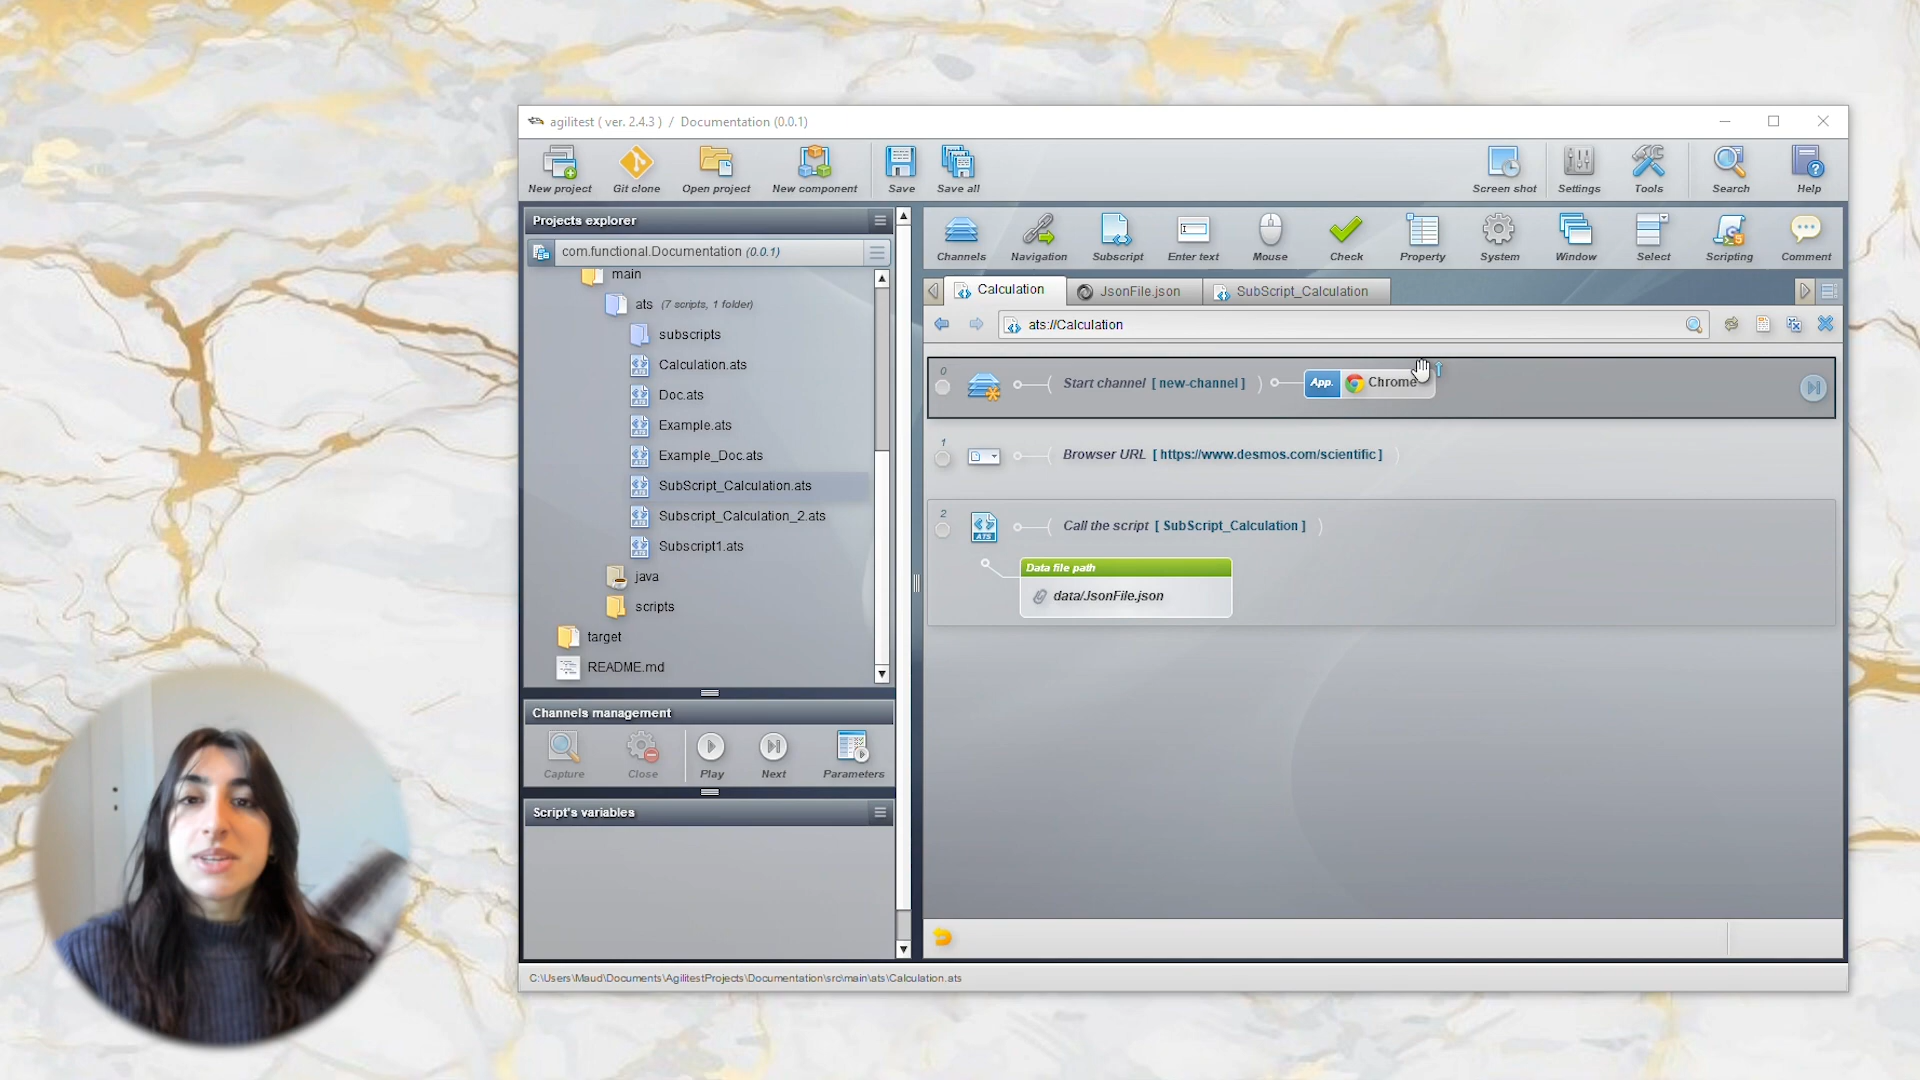 agilitest ( ver. 2.4.3 ) / Documentation (0.0.1)
New project
Git clone
Open project
New component
Save
Save all
Screen shot
Settings
Tools
Search
Help
Projects explorer
com.functional.Documentation (0.0.1)
main
ats (7 scripts, 1 folder)
subscripts
Calculation.ats
Doc.ats
Example.ats
Example_Doc.ats
SubScript_Calculation.ats
Subscript_Calculation_2.ats
Subscript1.ats
java
scripts
target
README.md
Channels management
Capture
Close
Play
Next
Parameters
Script's variables
Channels
Navigation
Subscript
Enter text
Mouse
Check
Property
System
Window
Select
Scripting
Comment
Calculation
JsonFile.json
SubScript_Calculation
ats://Calculation
0
Start channel [ new-channel ] App. Chrome
1
Browser URL [ https://www.desmos.com/scientific ]
2
ATS
Call the script [ SubScript_Calculation ]
Data file path
data/JsonFile.json
C:\Users\Maud\Documents\AgilitestProjects\Documentation\src\main\ats\Calculation.ats